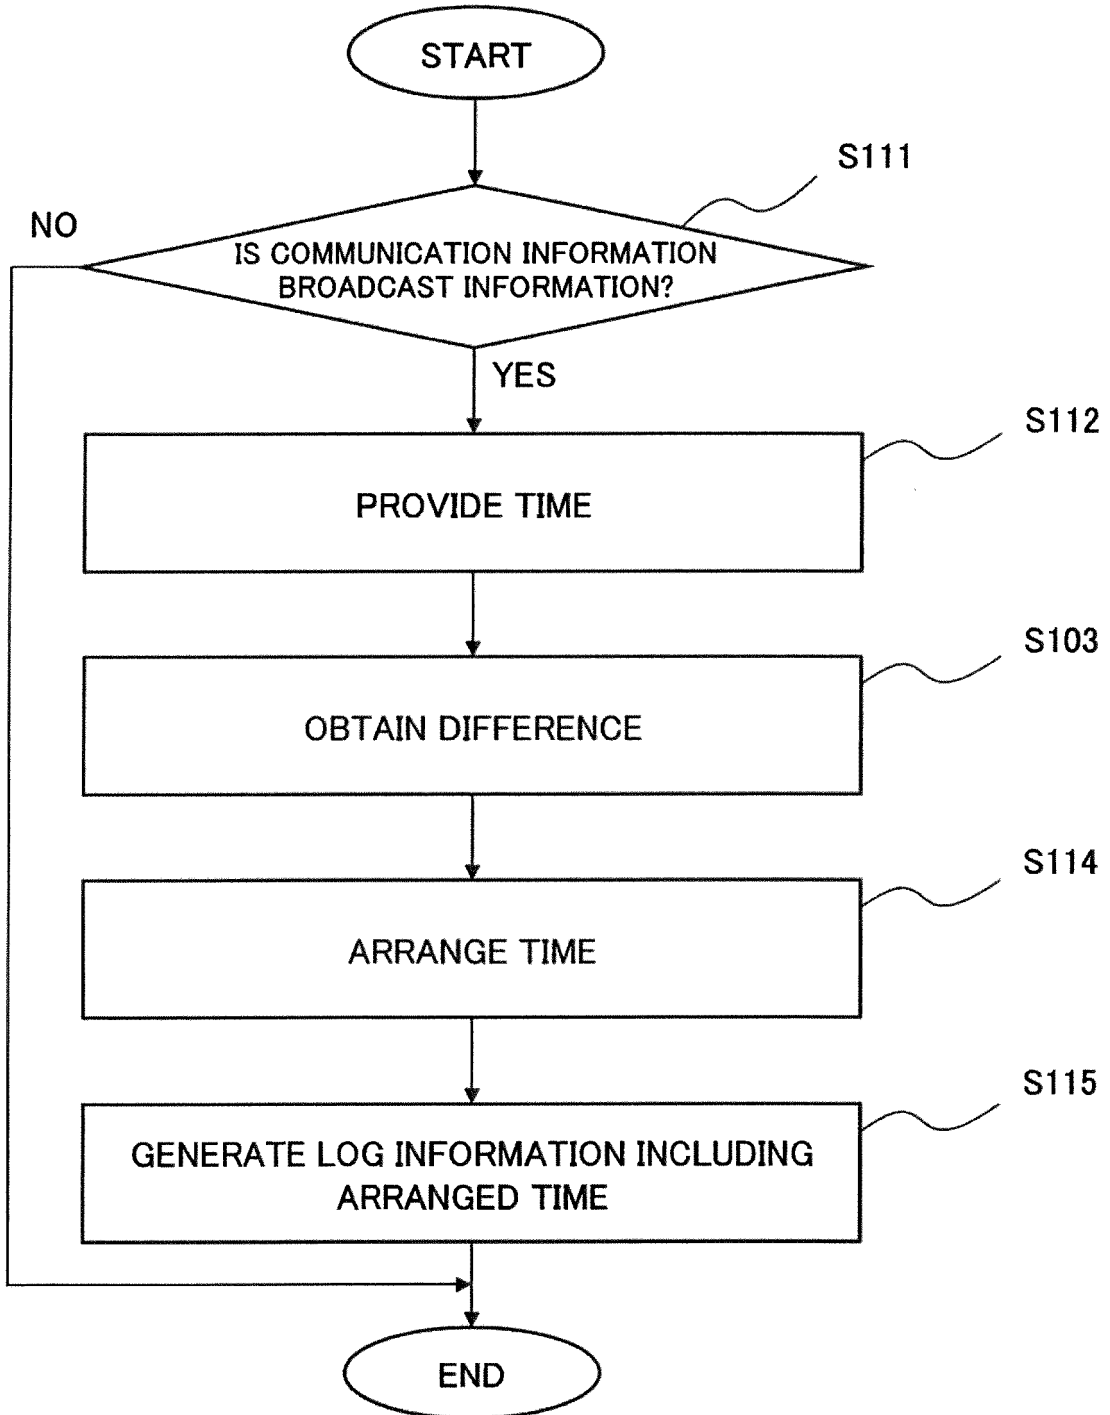 START
S111
NO
IS COMMUNICATION INFORMATION
BROADCAST INFORMATION?
YES
S112
PROVIDE TIME
S103
OBTAIN DIFFERENCE
S114
ARRANGE TIME
S115
GENERATE LOG INFORMATION INCLUDING
ARRANGED TIME
END